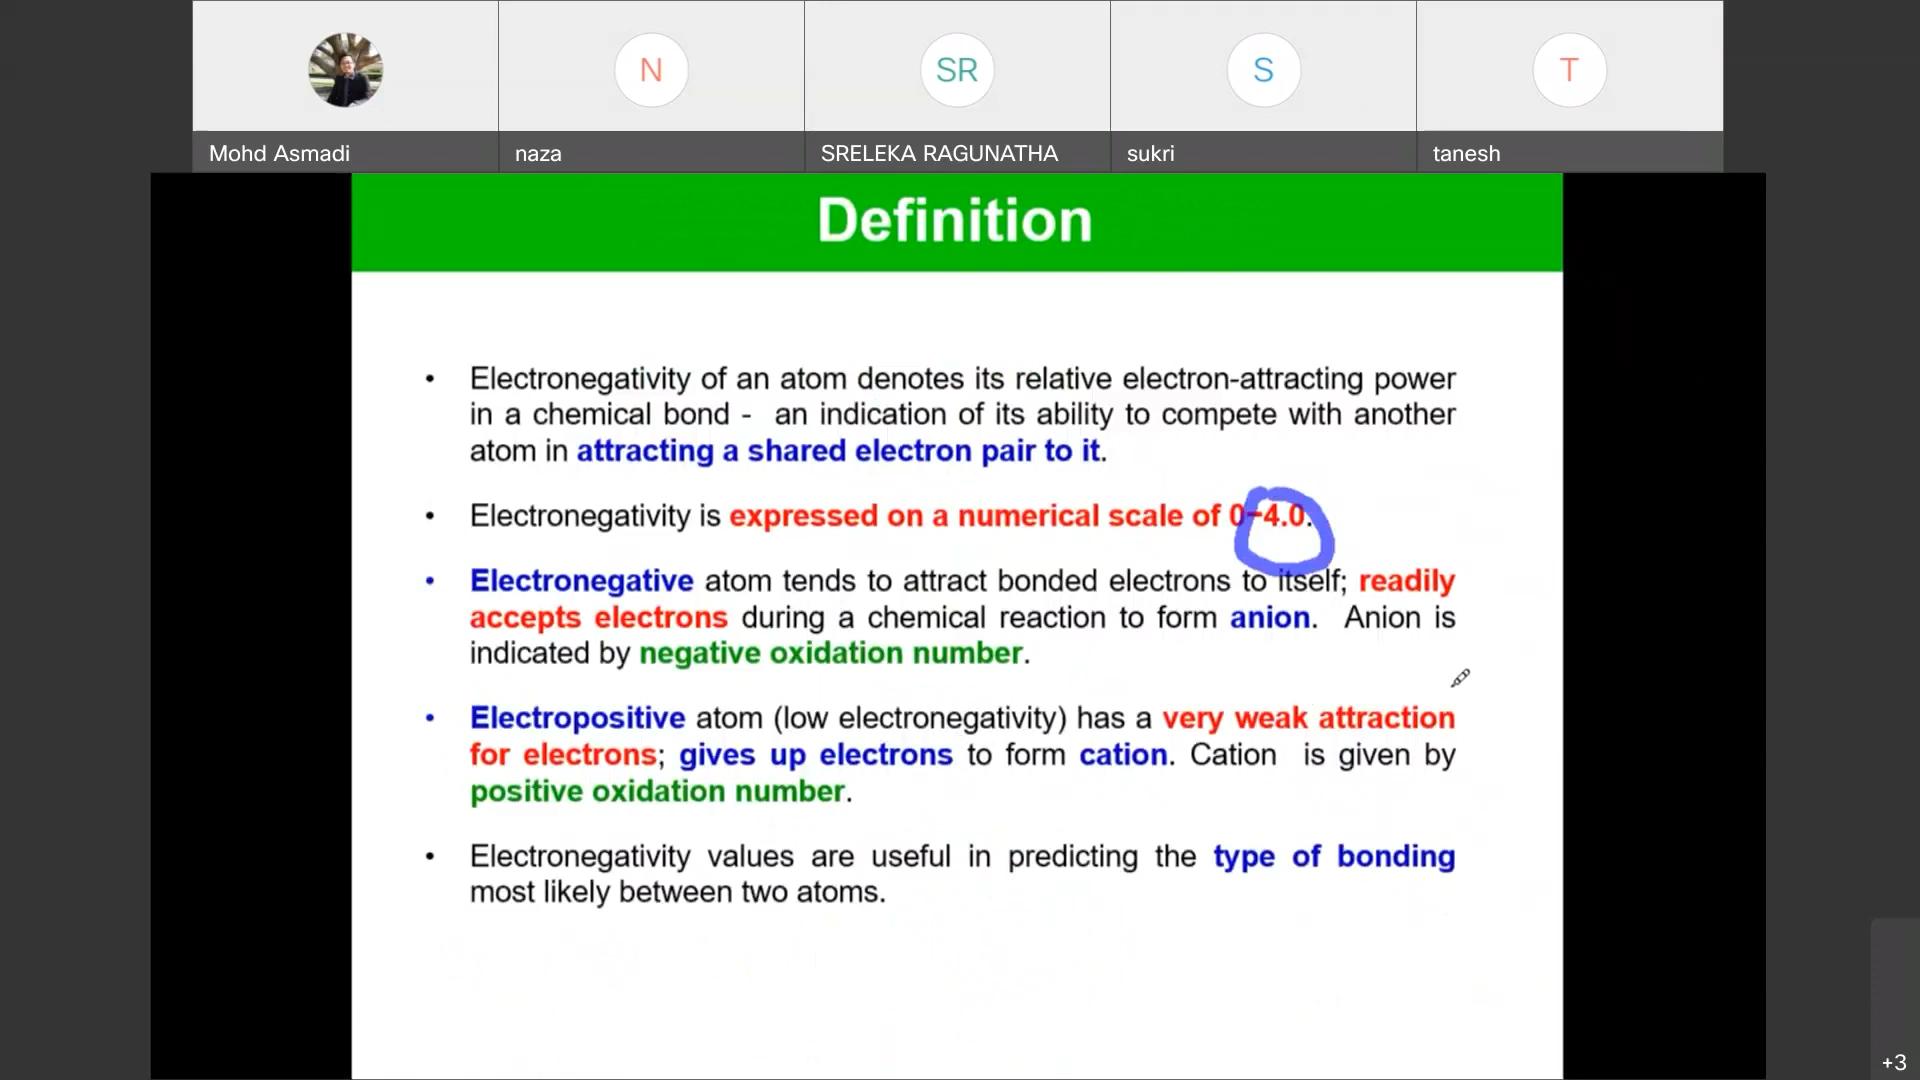 N
SR
S
T
Mohd Asmadi
naza
SRELEKA RAGUNATHA
sukri
tanesh
Definition
• Electronegativity of an atom denotes its relative electron-attracting power
in a chemical bond - an indication of its ability to compete with another
atom in attracting a shared electron pair to it.
• Electronegativity is expressed on a numerical scale of 0–4.0.
• Electronegative atom tends to attract bonded electrons to itself; readily
accepts electrons during a chemical reaction to form anion. Anion is
indicated by negative oxidation number.
• Electropositive atom (low electronegativity) has a very weak attraction
for electrons; gives up electrons to form cation. Cation is given by
positive oxidation number.
• Electronegativity values are useful in predicting the type of bonding
most likely between two atoms.
+3